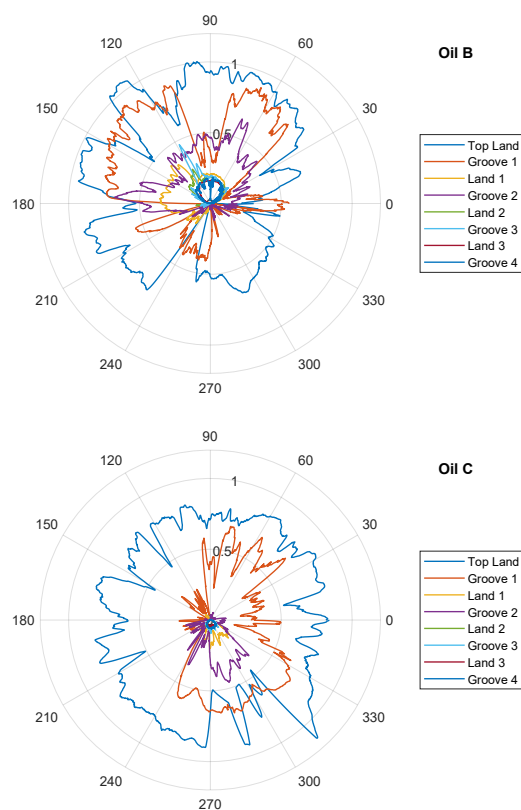 90
120
60
1
Oil B
150
30
0.5
Top Land
Groove 1
Land 1
Groove 2
Land 2
Groove 3
Land 3
Groove 4
180
0
210
330
240
300
270
90
120
60
1
Oil C
150
30
0.5
Top Land
Groove 1
Land 1
Groove 2
Land 2
Groove 3
Land 3
Groove 4
180
0
210
330
240
300
270